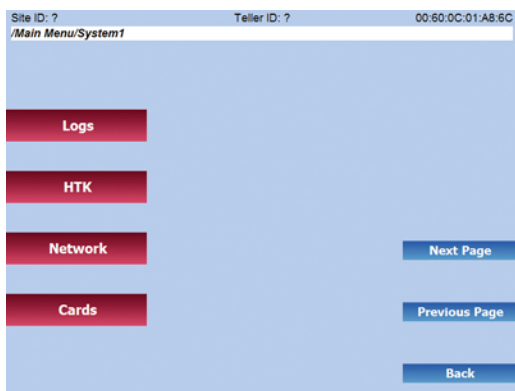 Site ID: ? Teller ID: ? 00:60:0C:01:A8:6C
/Main Menu/System1
Logs
HTK
Network Next Page
Cards Previous Page
Back